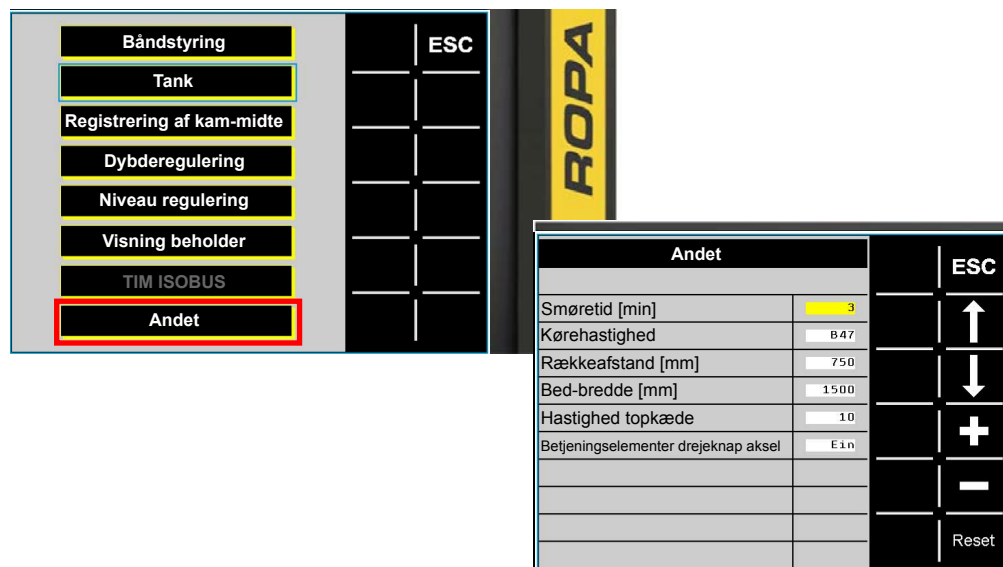 Båndstyring
ESC
Tank
Registrering af kam-midte
Dybderegulering
Niveau regulering
Visning beholder
TIM ISOBUS
Andet
ROPA
Andet
ESC
Smøretid [min] 3
Kørehastighed B47
Rækkeafstand [mm] 750
Bed-bredde [mm] 1500
Hastighed topkæde 10
Betjeningselementer drejeknap aksel Ein
Reset